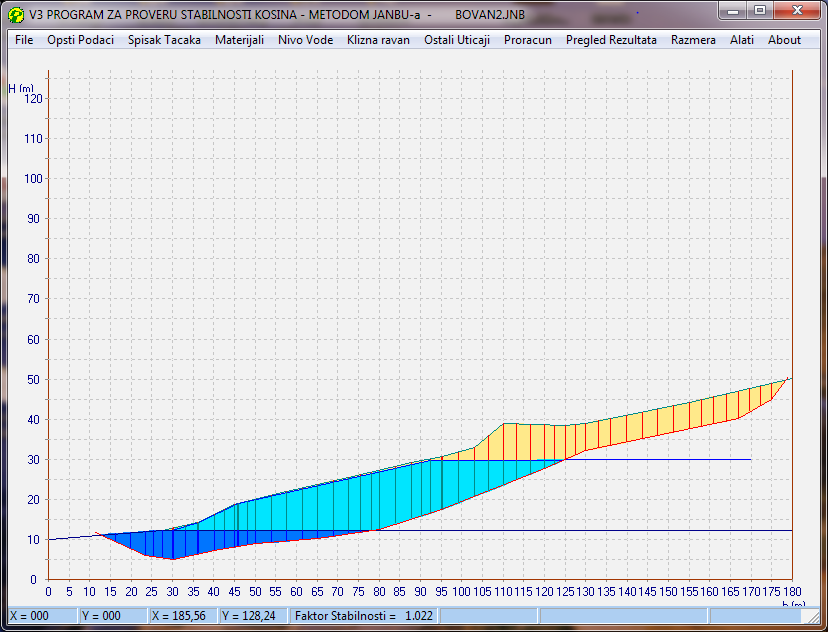 V3 PROGRAM ZA PROVERU STABILNOSTI KOSINA - METODOM JANBU-a - BOVAN2.JNB
File Opsti Podaci Spisak Tacaka Materijali Nivo Vode Klizna ravan Ostali Uticaji Proracun Pregled Rezultata Razmera Alati About
H (m)
120
110
100
90
80
70
60
50
40
30
20
10
0
0 5 10 15 20 25 30 35 40 45 50 55 60 65 70 75 80 85 90 95 100 105 110 115 120 125 130 135 140 145 150 155 160 165 170 175 180
h (m)
X = 000 Y = 000 X = 185,56 Y = 128,24 Faktor Stabilnosti = 1.022